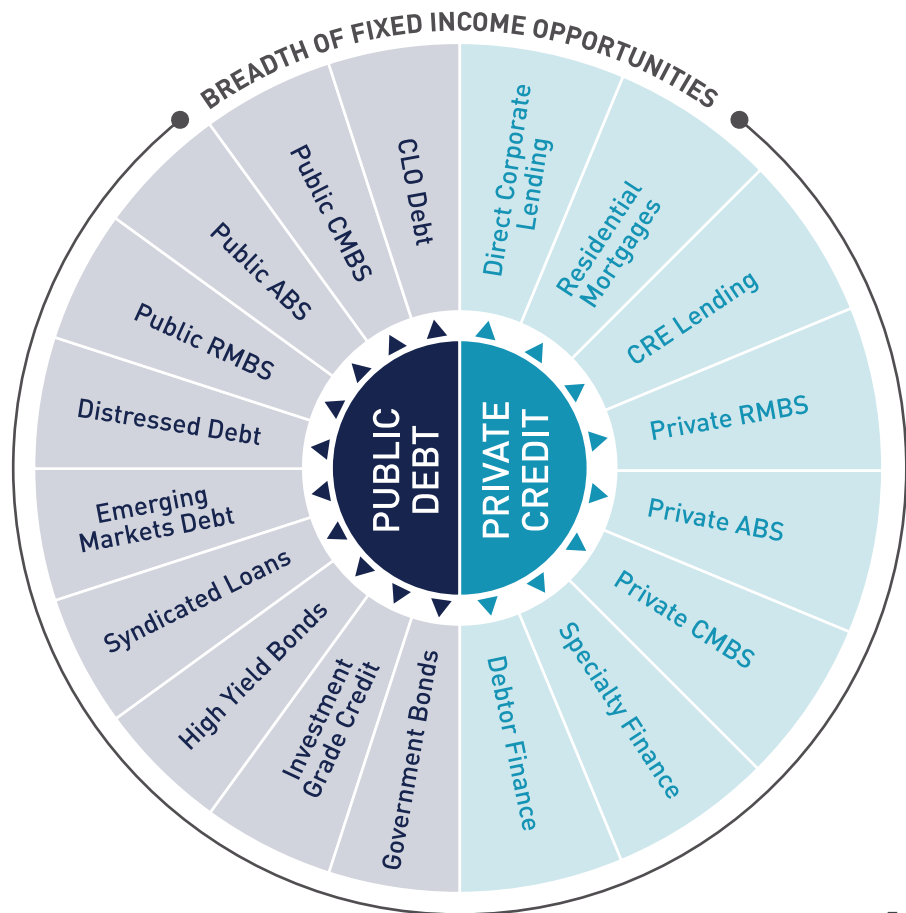 BREADTH OF FIXED INCOME OPPORTUNITIES
PUBLIC
DEBT
PRIVATE
CREDIT
Direct Corporate
Lending
Residential
Mortgages
CRE Lending
Private RMBS
Private ABS
Private CMBS
Specialty Finance
Debtor Finance
Government Bonds
Investment
Grade Credit
High Yield Bonds
Syndicated Loans
Emerging
Markets Debt
Distressed Debt
Public RMBS
Public ABS
Public CMBS
CLO Debt